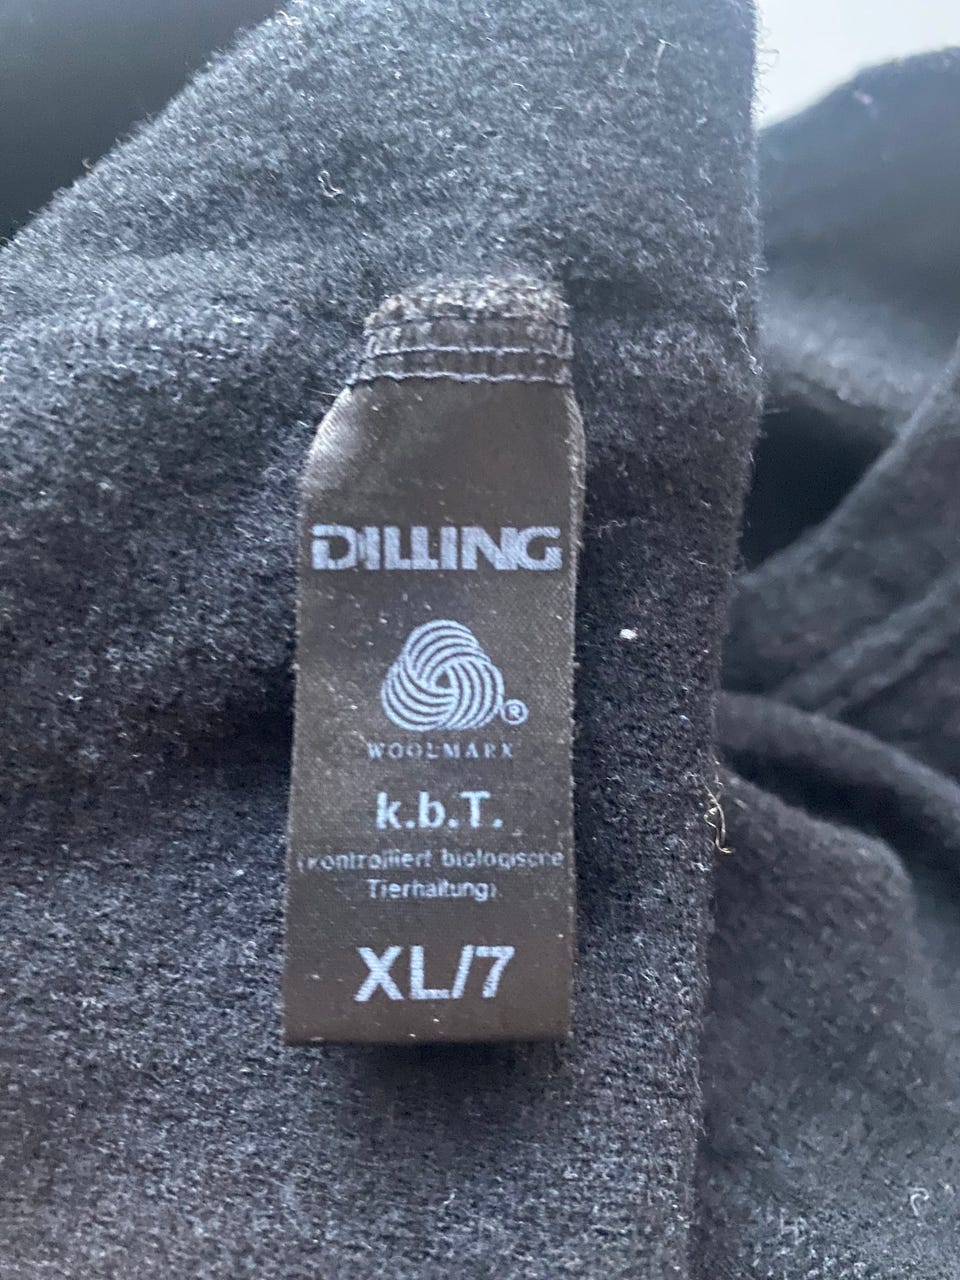 DILLING
®
WOOLMARK
k.b.T.
(kontrolliert biologische
Tierhaltung)
XL/7